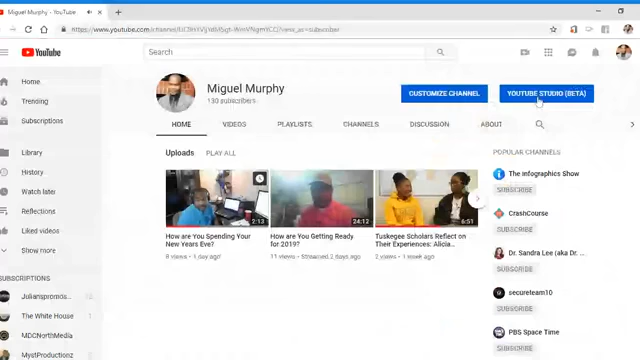 Miguel Murphy
YouTube
Search
Home
Trending
Subscriptions
Library
History
Watch later
Reflections
Liked videos
Show more
SUBSCRIPTIONS
Julianspromos...
The White House
MDCNorthMedia
MystProductionz
Miguel Murphy
130 subscribers
CUSTOMIZE CHANNEL
YOUTUBE STUDIO (BETA)
HOME
VIDEOS
PLAYLISTS
CHANNELS
DISCUSSION
ABOUT
Uploads
PLAY ALL
2:13
24:12
6:51
How are You Spending Your
New Years Eve?
8 views • 1 day ago
How are You Getting Ready
for 2019?
11 views • Streamed 2 days ago
Tuskegee Scholars Reflect on
Their Experiences: Alicia...
2 views • 1 week ago
POPULAR CHANNELS
The Infographics Show
SUBSCRIBE
CrashCourse
SUBSCRIBE
Dr. Sandra Lee (aka Dr. ...
SUBSCRIBE
secureteam10
SUBSCRIBE
PBS Space Time
SUBSCRIBE